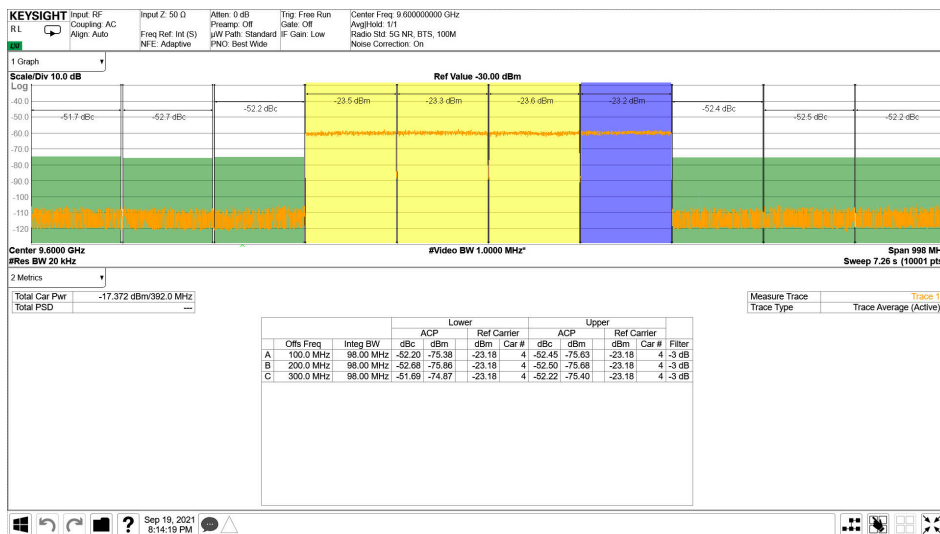 KEYSIGHT Input: RF Input Z: 50 Ω Atten: 0 dB Trig: Free Run Center Freq: 9.600000000 GHz
RL Coupling: AC Preamp: Off Gate: Off Avg|Hold: 1/1
Align: Auto Freq Ref: Int (S) µW Path: Standard IF Gain: Low Radio Std: 5G NR, BTS, 100M
NFE: Adaptive PNO: Best Wide Noise Correction: On
1 Graph
Scale/Div 10.0 dB Ref Value -30.00 dBm
Log
-40.0
-50.0
-60.0
-70.0
-80.0
-90.0
-100
-110
-120
-51.7 dBc -52.7 dBc -52.2 dBc -23.5 dBm -23.3 dBm -23.6 dBm -23.2 dBm -52.4 dBc -52.5 dBc -52.2 dBc
Center 9.6000 GHz #Video BW 1.0000 MHz* Span 998 MH
#Res BW 20 kHz Sweep 7.26 s (10001 pts
2 Metrics
Total Car Pwr -17.372 dBm/392.0 MHz Measure Trace Trace 1
Total PSD --- Trace Type Trace Average (Active)
Lower Upper
ACP Ref Carrier ACP Ref Carrier
Offs Freq Integ BW dBc dBm dBm Car # dBc dBm dBm Car # Filter
A 100.0 MHz 98.00 MHz -52.20 -75.38 -23.18 4 -52.45 -75.63 -23.18 4 -3 dB
B 200.0 MHz 98.00 MHz -52.68 -75.86 -23.18 4 -52.50 -75.68 -23.18 4 -3 dB
C 300.0 MHz 98.00 MHz -51.69 -74.87 -23.18 4 -52.22 -75.40 -23.18 4 -3 dB
? Sep 19, 2021
8:14:19 PM